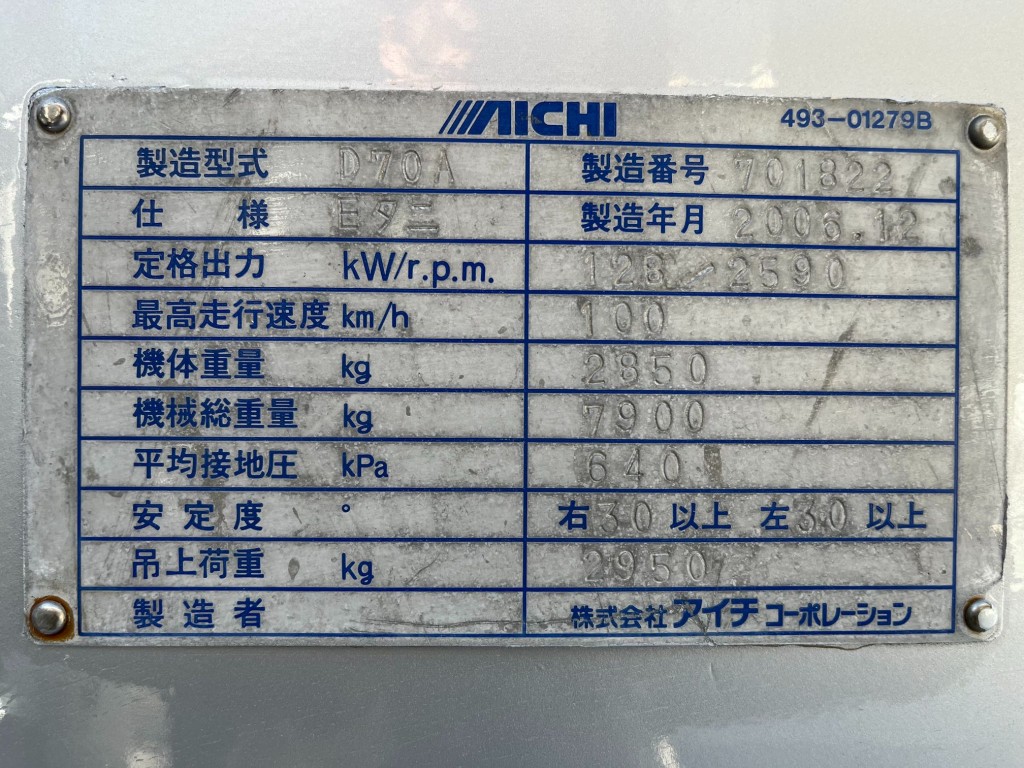 AICHI 493-01279B
製造型式 D70A 製造番号 701822
仕様 Eタニ 製造年月 2006.12
定格出力 kW/r.p.m. 128/2590
最高走行速度 km/h 100
機体重量 kg 2850
機械総重量 kg 7900
平均接地圧 kPa 640
安定度 ° 右30以上 左30以上
吊上荷重 kg 2950
製造者 株式会社アイチコーポレーション